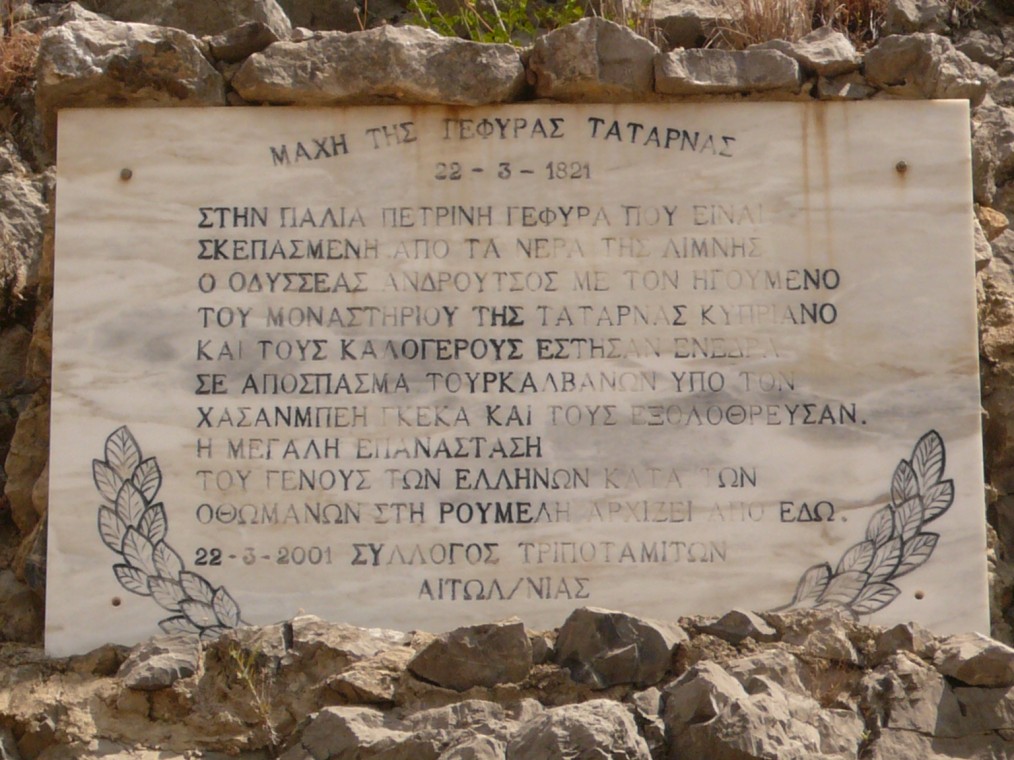 ΜΑΧΗ ΤΗΣ ΓΕΦΥΡΑΣ ΤΑΤΑΡΝΑΣ
22 - 3 - 1821
ΣΤΗΝ ΠΑΛΙΑ ΠΕΤΡΙΝΗ ΓΕΦΥΡΑ ΠΟΥ ΕΙΝΑΙ
ΣΚΕΠΑΣΜΕΝΗ ΑΠΟ ΤΑ ΝΕΡΑ ΤΗΣ ΛΙΜΝΗΣ
Ο ΟΔΥΣΣΕΑΣ ΑΝΔΡΟΥΤΣΟΣ ΜΕ ΤΟΝ ΗΓΟΥΜΕΝΟ
ΤΟΥ ΜΟΝΑΣΤΗΡΙΟΥ ΤΗΣ ΤΑΤΑΡΝΑΣ ΚΥΠΡΙΑΝΟ
ΚΑΙ ΤΟΥΣ ΚΑΛΟΓΕΡΟΥΣ ΕΣΤΗΣΑΝ ΕΝΕΔΡΑ
ΣΕ ΑΠΟΣΠΑΣΜΑ ΤΟΥΡΚΑΛΒΑΝΩΝ ΥΠΟ ΤΟΝ
ΧΑΣΑΝΜΠΕΗ ΓΚΕΚΑ ΚΑΙ ΤΟΥΣ ΕΞΟΛΟΘΡΕΥΣΑΝ.
Η ΜΕΓΑΛΗ ΕΠΑΝΑΣΤΑΣΗ
ΤΟΥ ΓΕΝΟΥΣ ΤΩΝ ΕΛΛΗΝΩΝ ΚΑΤΑ ΤΩΝ
ΟΘΩΜΑΝΩΝ ΣΤΗ ΡΟΥΜΕΛΗ ΑΡΧΙΖΕΙ ΑΠΟ ΕΔΩ.
22-3-2001 ΣΥΛΛΟΓΟΣ ΤΡΙΠΟΤΑΜΙΤΩΝ
ΑΙΤΩΛ/ΝΙΑΣ